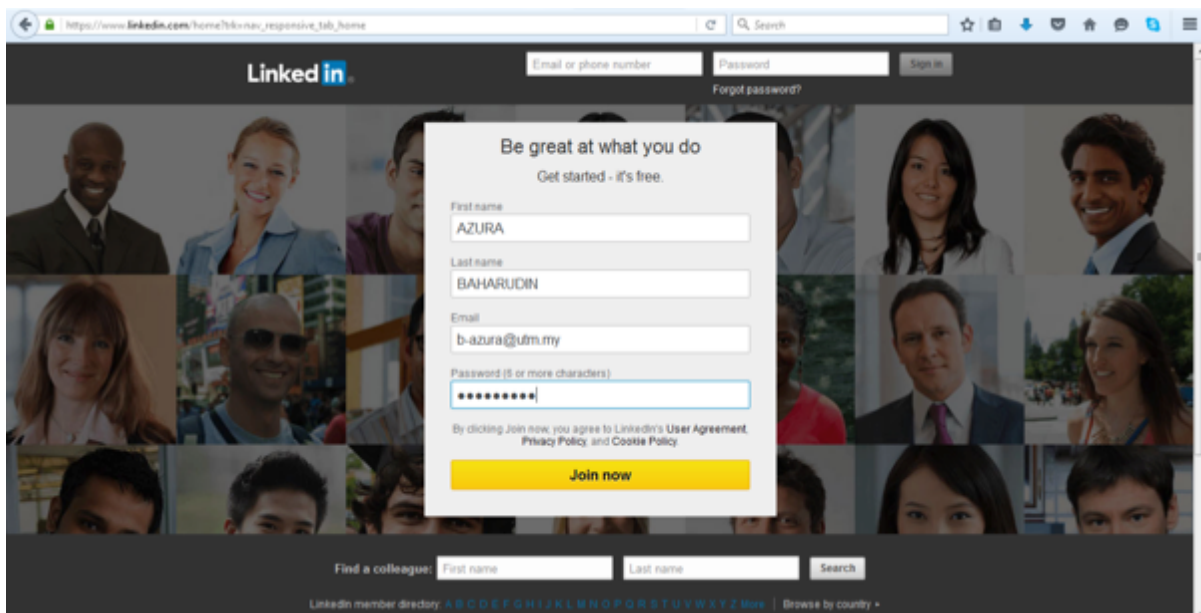 https://www.linkedin.com/home?trk=nav_responsive_tab_home
Search
Linked in
Email or phone number
Password
Sign in
Forgot password?
Be great at what you do
Get started - it's free.
First name
AZURA
Last name
BAHARUDIN
Email
b-azura@utm.my
Password (6 or more characters)
•••••••••
By clicking Join now, you agree to LinkedIn's User Agreement,
Privacy Policy, and Cookie Policy.
Join now
Find a colleague: First name Last name Search
LinkedIn member directory: A B C D E F G H I J K L M N O P Q R S T U V W X Y Z More Browse by country